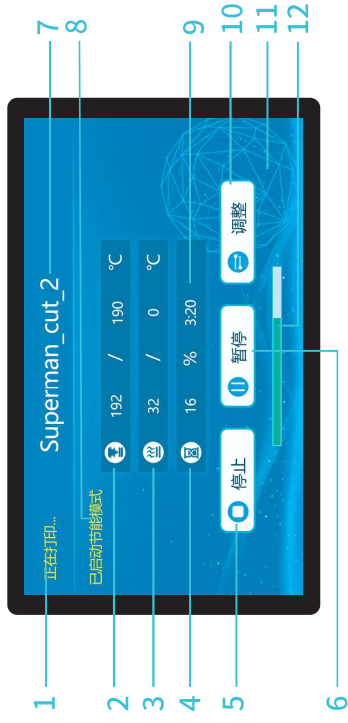 7 8 9 10 11 12
正在打印...
Superman_cut_2
已启动节能模式
192 / 190 ℃
32 / 0 ℃
16 % 3:20
停止 暂停 调整
1 2 3 4 5 6